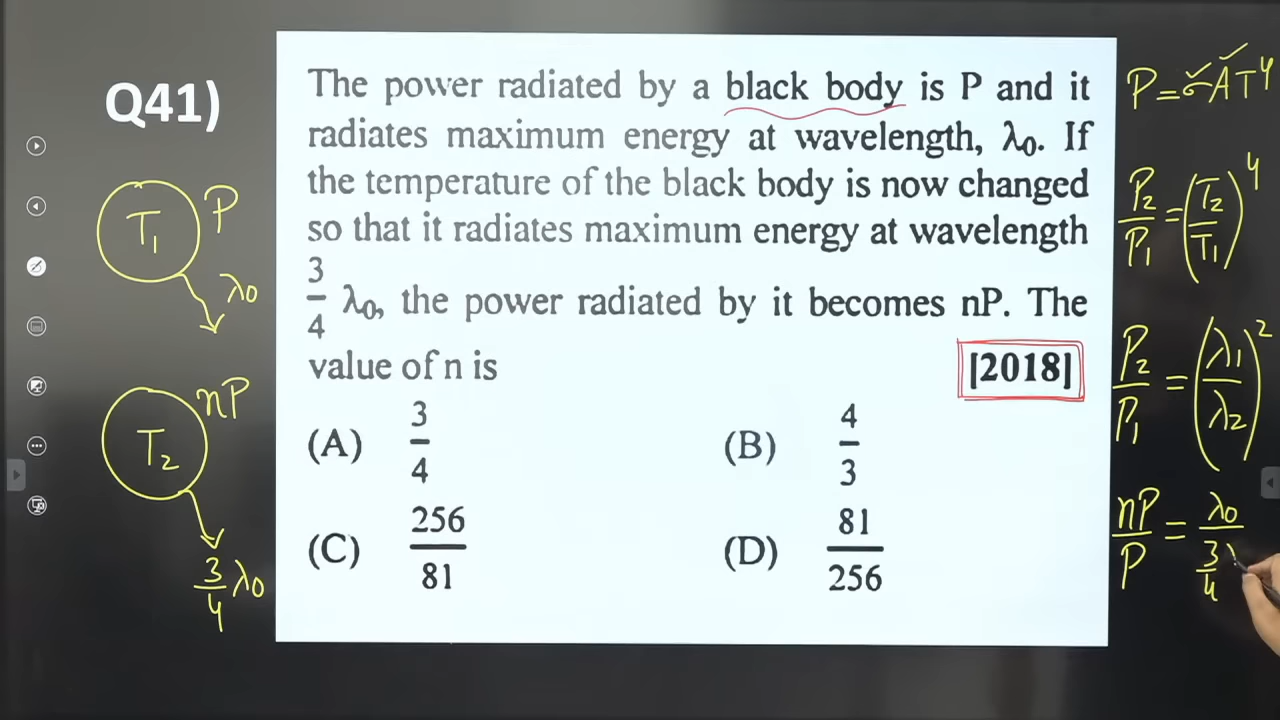 Q41)
The power radiated by a black body is P and it
radiates maximum energy at wavelength, λ₀. If
the temperature of the black body is now changed
so that it radiates maximum energy at wavelength
3/4 λ₀, the power radiated by it becomes nP. The
value of n is [2018]
(A) 3/4 (B) 4/3
(C) 256/81 (D) 81/256
T₁ P
λ₀
T₂ nP
3/4 λ₀
P = σAT⁴
P₂/P₁ = (T₂/T₁)⁴
P₂/P₁ = (λ₁/λ₂)²
nP/P = λ₀/(3/4